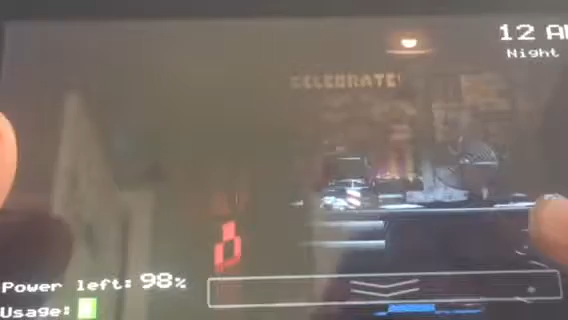 12 A
Night
CELEBRATE!
Power left: 98%
Usage: